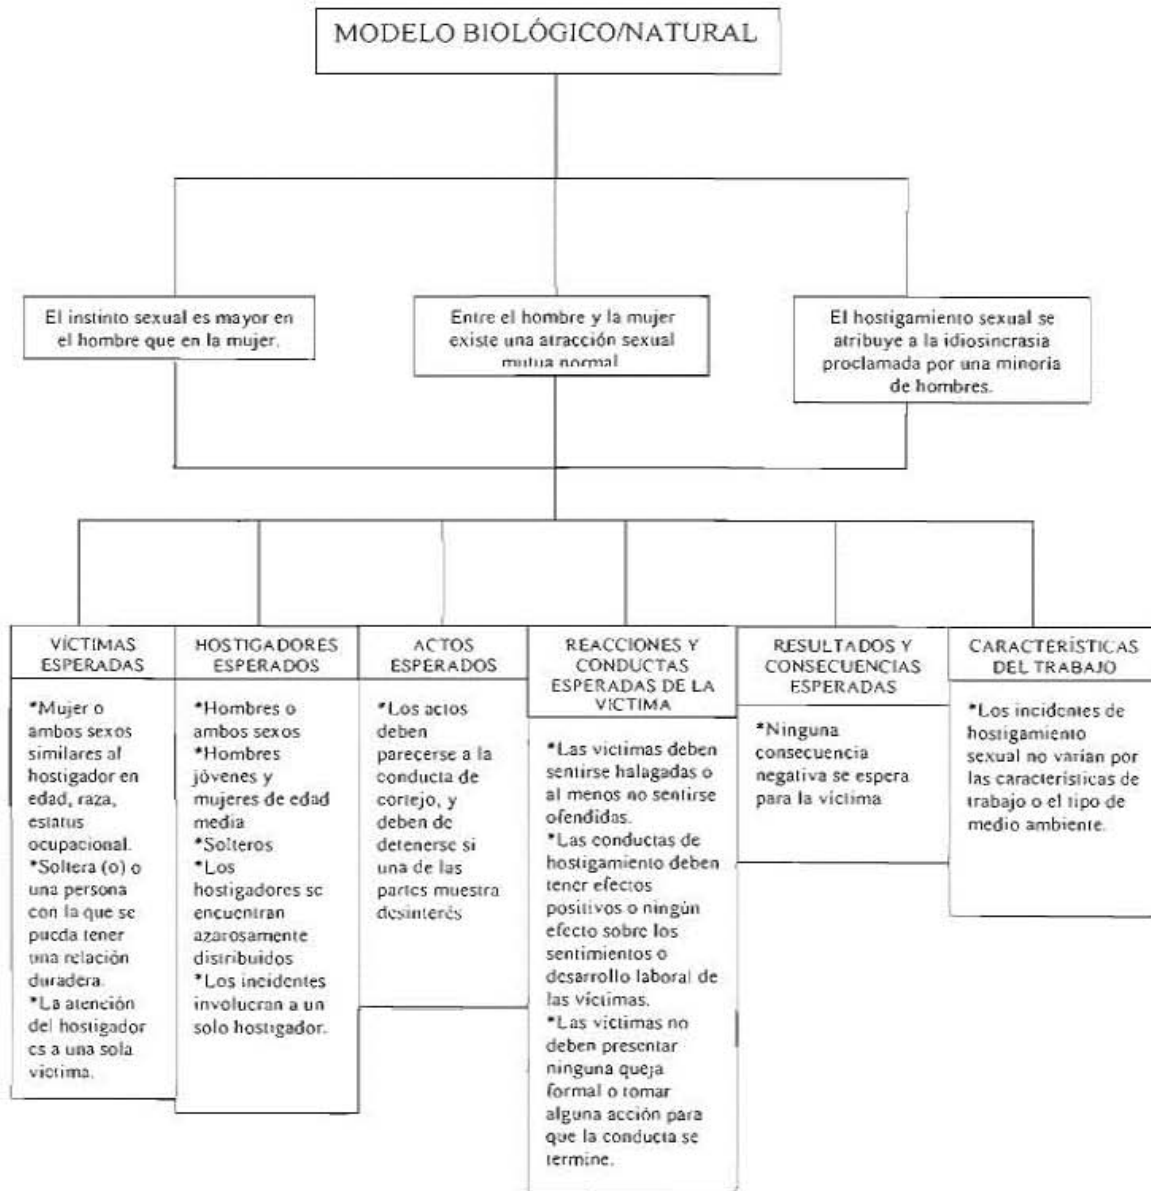 MODELO BIOLÓGICO/NATURAL
El instinto sexual es mayor en
el hombre que en la mujer.
Entre el hombre y la mujer
existe una atracción sexual
mutua normal
El hostigamiento sexual se
atribuye a la idiosincrasia
proclamada por una minoría
de hombres.
VÍCTIMAS
ESPERADAS
*Mujer o
ambos sexos
similares al
hostigador en
edad, raza,
estatus
ocupacional.
*Soltera (o) o
una persona
con la que se
pueda tener
una relación
duradera.
*La atención
del hostigador
es a una sola
víctima.
HOSTIGADORES
ESPERADOS
*Hombres o
ambos sexos
*Hombres
jóvenes y
mujeres de edad
media
*Solteros
*Los
hostigadores se
encuentran
azarosamente
distribuidos
*Los incidentes
involucran a un
solo hostigador.
ACTOS
ESPERADOS
*Los actos
deben
parecerse a la
conducta de
cortejo, y
deben de
detenerse si
una de las
partes muestra
desinterés
REACCIONES Y
CONDUCTAS
ESPERADAS DE LA
VICTIMA
*Las victimas deben
sentirse halagadas o
al menos no sentirse
ofendidas.
*Las conductas de
hostigamiento deben
tener efectos
positivos o ningún
efecto sobre los
sentimientos o
desarrollo laboral de
las víctimas.
*Las víctimas no
deben presentar
ninguna queja
formal o tomar
alguna acción para
que la conducta se
termine.
RESULTADOS Y
CONSECUENCIAS
ESPERADAS
*Ninguna
consecuencia
negativa se espera
para la víctima
CARACTERÍSTICAS
DEL TRABAJO
*Los incidentes de
hostigamiento
sexual no varían por
las características de
trabajo o el tipo de
medio ambiente.